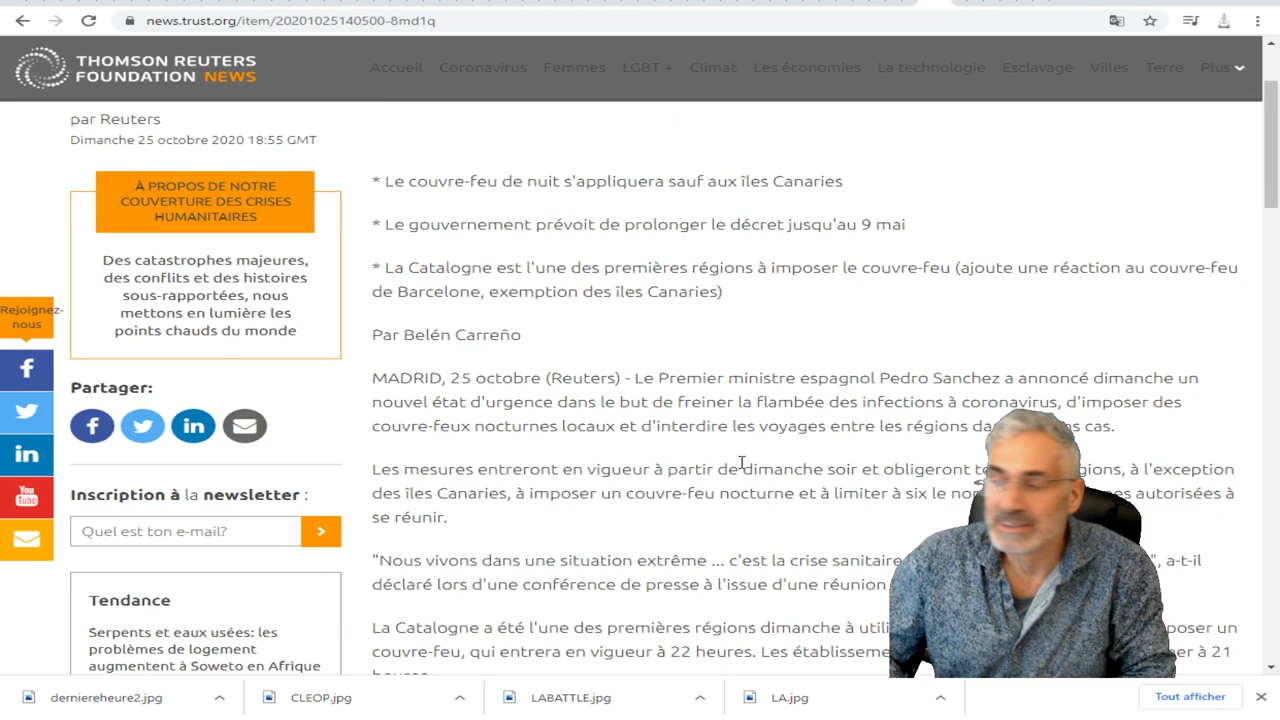 news.trust.org/item/20201025140500-8md1q
THOMSON REUTERS
FOUNDATION NEWS
Accueil Coronavirus Femmes LGBT + Climat Les économies La technologie Esclavage Villes Terre Plus
par Reuters
Dimanche 25 octobre 2020 18:55 GMT
À PROPOS DE NOTRE
COUVERTURE DES CRISES
HUMANITAIRES
Des catastrophes majeures,
des conflits et des histoires
sous-rapportées, nous
mettons en lumière les
points chauds du monde
Rejoignez-
nous
Partager:
Inscription à la newsletter :
Quel est ton e-mail?
Tendance
Serpents et eaux usées: les
problèmes de logement
augmentent à Soweto en Afrique
* Le couvre-feu de nuit s'appliquera sauf aux îles Canaries
* Le gouvernement prévoit de prolonger le décret jusqu'au 9 mai
* La Catalogne est l'une des premières régions à imposer le couvre-feu (ajoute une réaction au couvre-feu
de Barcelone, exemption des îles Canaries)
Par Belén Carreño
MADRID, 25 octobre (Reuters) - Le Premier ministre espagnol Pedro Sanchez a annoncé dimanche un
nouvel état d'urgence dans le but de freiner la flambée des infections à coronavirus, d'imposer des
couvre-feux nocturnes locaux et d'interdire les voyages entre les régions cas.
Les mesures entreront en vigueur à partir de dimanche soir et obligeront à l'exception
des îles Canaries, à imposer un couvre-feu nocturne et à limiter à six le autorisées à
se réunir.
"Nous vivons dans une situation extrême ... c'est la crise sanitaire a-t-il
déclaré lors d'une conférence de presse à l'issue d'une réunion
La Catalogne a été l'une des premières régions dimanche à un
couvre-feu, qui entrera en vigueur à 22 heures. Les à 21
derniereheure2.jpg CLEOP.jpg LABATTLE.jpg LA.jpg Tout afficher